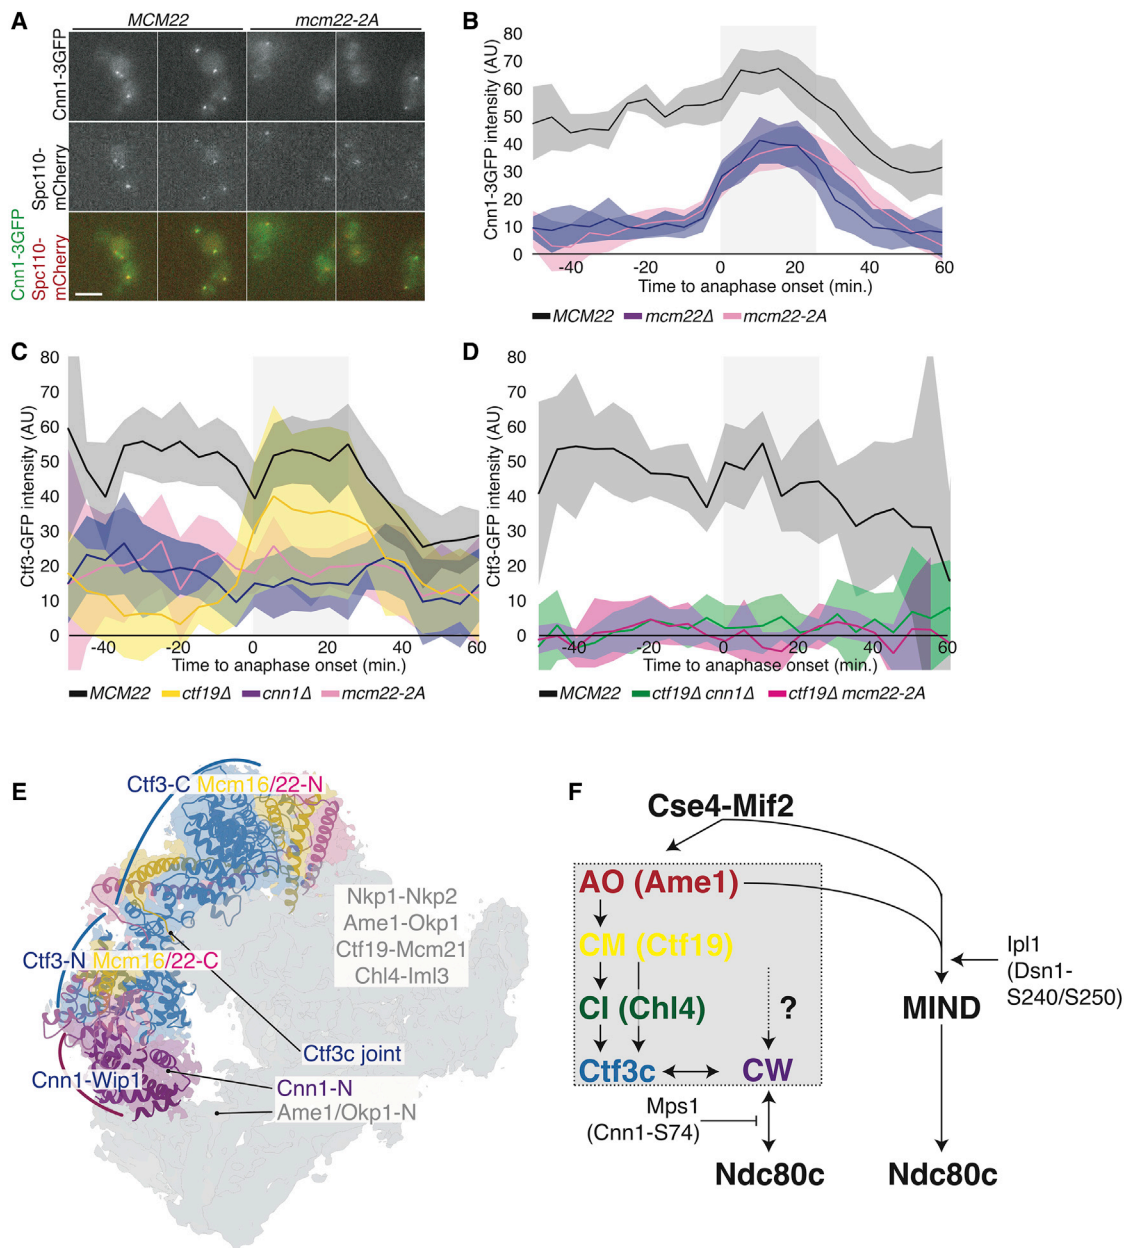 A
MCM22
mcm22-2A
Cnn1-3GFP
Spc110-
mCherry
Cnn1-3GFP
Spc110-
mCherry
B
Cnn1-3GFP intensity (AU)
80
70
60
50
40
30
20
10
0
-40
-20
0
20
40
60
Time to anaphase onset (min.)
MCM22
mcm22Δ
mcm22-2A
C
Ctf3-GFP intensity (AU)
80
70
60
50
40
30
20
10
0
-40
-20
0
20
40
60
Time to anaphase onset (min.)
MCM22
ctf19Δ
cnn1Δ
mcm22-2A
D
Ctf3-GFP intensity (AU)
80
70
60
50
40
30
20
10
0
-40
-20
0
20
40
60
Time to anaphase onset (min.)
MCM22
ctf19Δ cnn1Δ
ctf19Δ mcm22-2A
E
Ctf3-C Mcm16/22-N
Nkp1-Nkp2
Ame1-Okp1
Ctf19-Mcm21
Chl4-Iml3
Ctf3-N Mcm16/22-C
Ctf3c joint
Cnn1-Wip1
Cnn1-N
Ame1/Okp1-N
F
Cse4-Mif2
AO (Ame1)
CM (Ctf19)
CI (Chl4)
?
Ctf3c
CW
Ipl1
(Dsn1-
S240/S250)
MIND
Mps1
(Cnn1-S74)
Ndc80c
Ndc80c